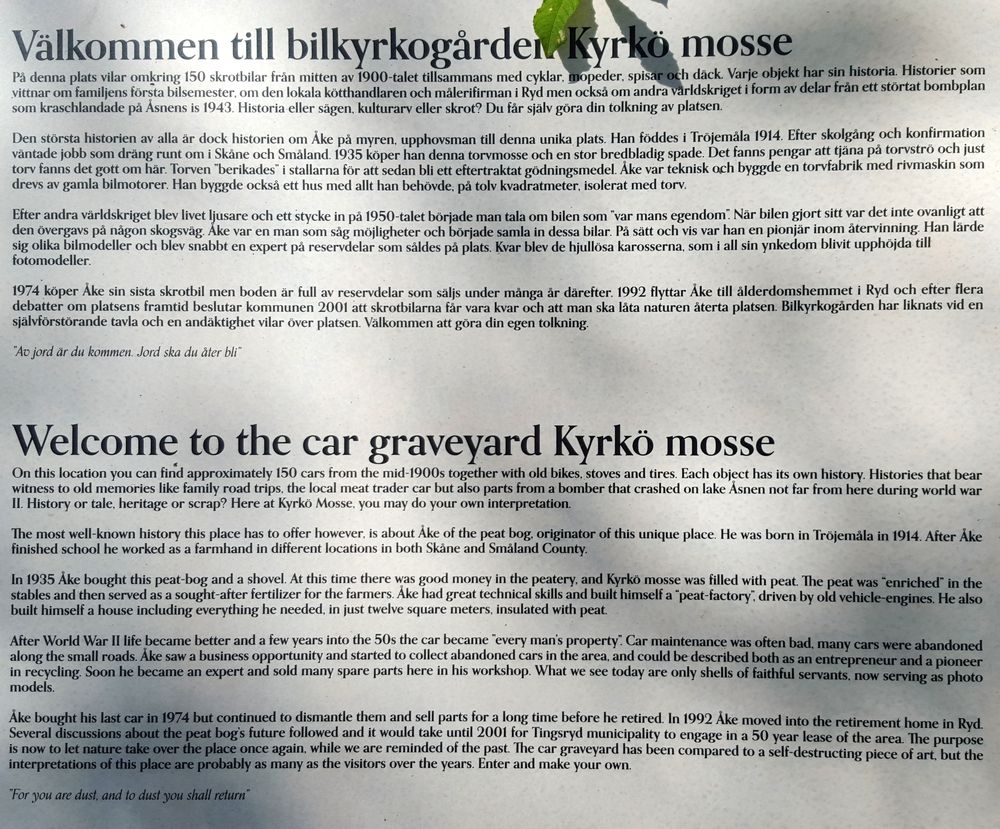 Välkommen till bilkyrkogården Kyrkö mosse
På denna plats vilar omkring 150 skrotbilar från mitten av 1900-talet tillsammans med cyklar, mopeder, spisar och däck. Varje objekt har sin historia. Historier som
vittnar om familjens första bilsemester, om den lokala kötthandlaren och målerifirman i Ryd men också om andra världskriget i form av delar från ett störtat bombplan
som kraschlandade på Åsnens is 1943. Historia eller sägen, kulturarv eller skrot? Du får själv göra din tolkning av platsen.
Den största historien av alla är dock historien om Åke på myren, upphovsman till denna unika plats. Han föddes i Tröjemåla 1914. Efter skolgång och konfirmation
väntade jobb som dräng runt om i Skåne och Småland. 1935 köper han denna torvmosse och en stor bredbladig spade. Det fanns pengar att tjäna på torvströ och just
torv fanns det gott om här. Torven "berikades" i stallarna för att sedan bli ett eftertraktat gödningsmedel. Åke var teknisk och byggde en torvfabrik med rivmaskin som
drevs av gamla bilmotorer. Han byggde också ett hus med allt han behövde, på tolv kvadratmeter, isolerat med torv.
Efter andra världskriget blev livet ljusare och ett stycke in på 1950-talet började man tala om bilen som "var mans egendom". När bilen gjort sitt var det inte ovanligt att
den övergavs på någon skogsväg. Åke var en man som såg möjligheter och började samla in dessa bilar. På sätt och vis var han en pionjär inom återvinning. Han lärde
sig olika bilmodeller och blev snabbt en expert på reservdelar som såldes på plats. Kvar blev de hjullösa karosserna, som i all sin ynkedom blivit upphöjda till
fotomodeller.
1974 köper Åke sin sista skrotbil men boden är full av reservdelar som säljs under många år därefter. 1992 flyttar Åke till ålderdomshemmet i Ryd och efter flera
debatter om platsens framtid beslutar kommunen 2001 att skrotbilarna får vara kvar och att man ska låta naturen återta platsen. Bilkyrkogården har liknats vid en
självförstörande tavla och en andäktighet vilar över platsen. Välkommen att göra din egen tolkning.
"Av jord är du kommen. Jord ska du åter bli"
Welcome to the car graveyard Kyrkö mosse
On this location you can find approximately 150 cars from the mid-1900s together with old bikes, stoves and tires. Each object has its own history. Histories that bear
witness to old memories like family road trips, the local meat trader car but also parts from a bomber that crashed on lake Åsnen not far from here during world war
II. History or tale, heritage or scrap? Here at Kyrkö Mosse, you may do your own interpretation.
The most well-known history this place has to offer however, is about Åke of the peat bog, originator of this unique place. He was born in Tröjemåla in 1914. After Åke
finished school he worked as a farmhand in different locations in both Skåne and Småland County.
In 1935 Åke bought this peat-bog and a shovel. At this time there was good money in the peatery, and Kyrkö mosse was filled with peat. The peat was "enriched" in the
stables and then served as a sought-after fertilizer for the farmers. Åke had great technical skills and built himself a "peat-factory", driven by old vehicle-engines. He also
built himself a house including everything he needed, in just twelve square meters, insulated with peat.
After World War II life became better and a few years into the 50s the car became "every man's property". Car maintenance was often bad, many cars were abandoned
along the small roads. Åke saw a business opportunity and started to collect abandoned cars in the area, and could be described both as an entrepreneur and a pioneer
in recycling. Soon he became an expert and sold many spare parts here in his workshop. What we see today are only shells of faithful servants, now serving as photo
models.
Åke bought his last car in 1974 but continued to dismantle them and sell parts for a long time before he retired. In 1992 Åke moved into the retirement home in Ryd.
Several discussions about the peat bog's future followed and it would take until 2001 for Tingsryd municipality to engage in a 50 year lease of the area. The purpose
is now to let nature take over the place once again, while we are reminded of the past. The car graveyard has been compared to a self-destructing piece of art, but the
interpretations of this place are probably as many as the visitors over the years. Enter and make your own.
"For you are dust, and to dust you shall return"